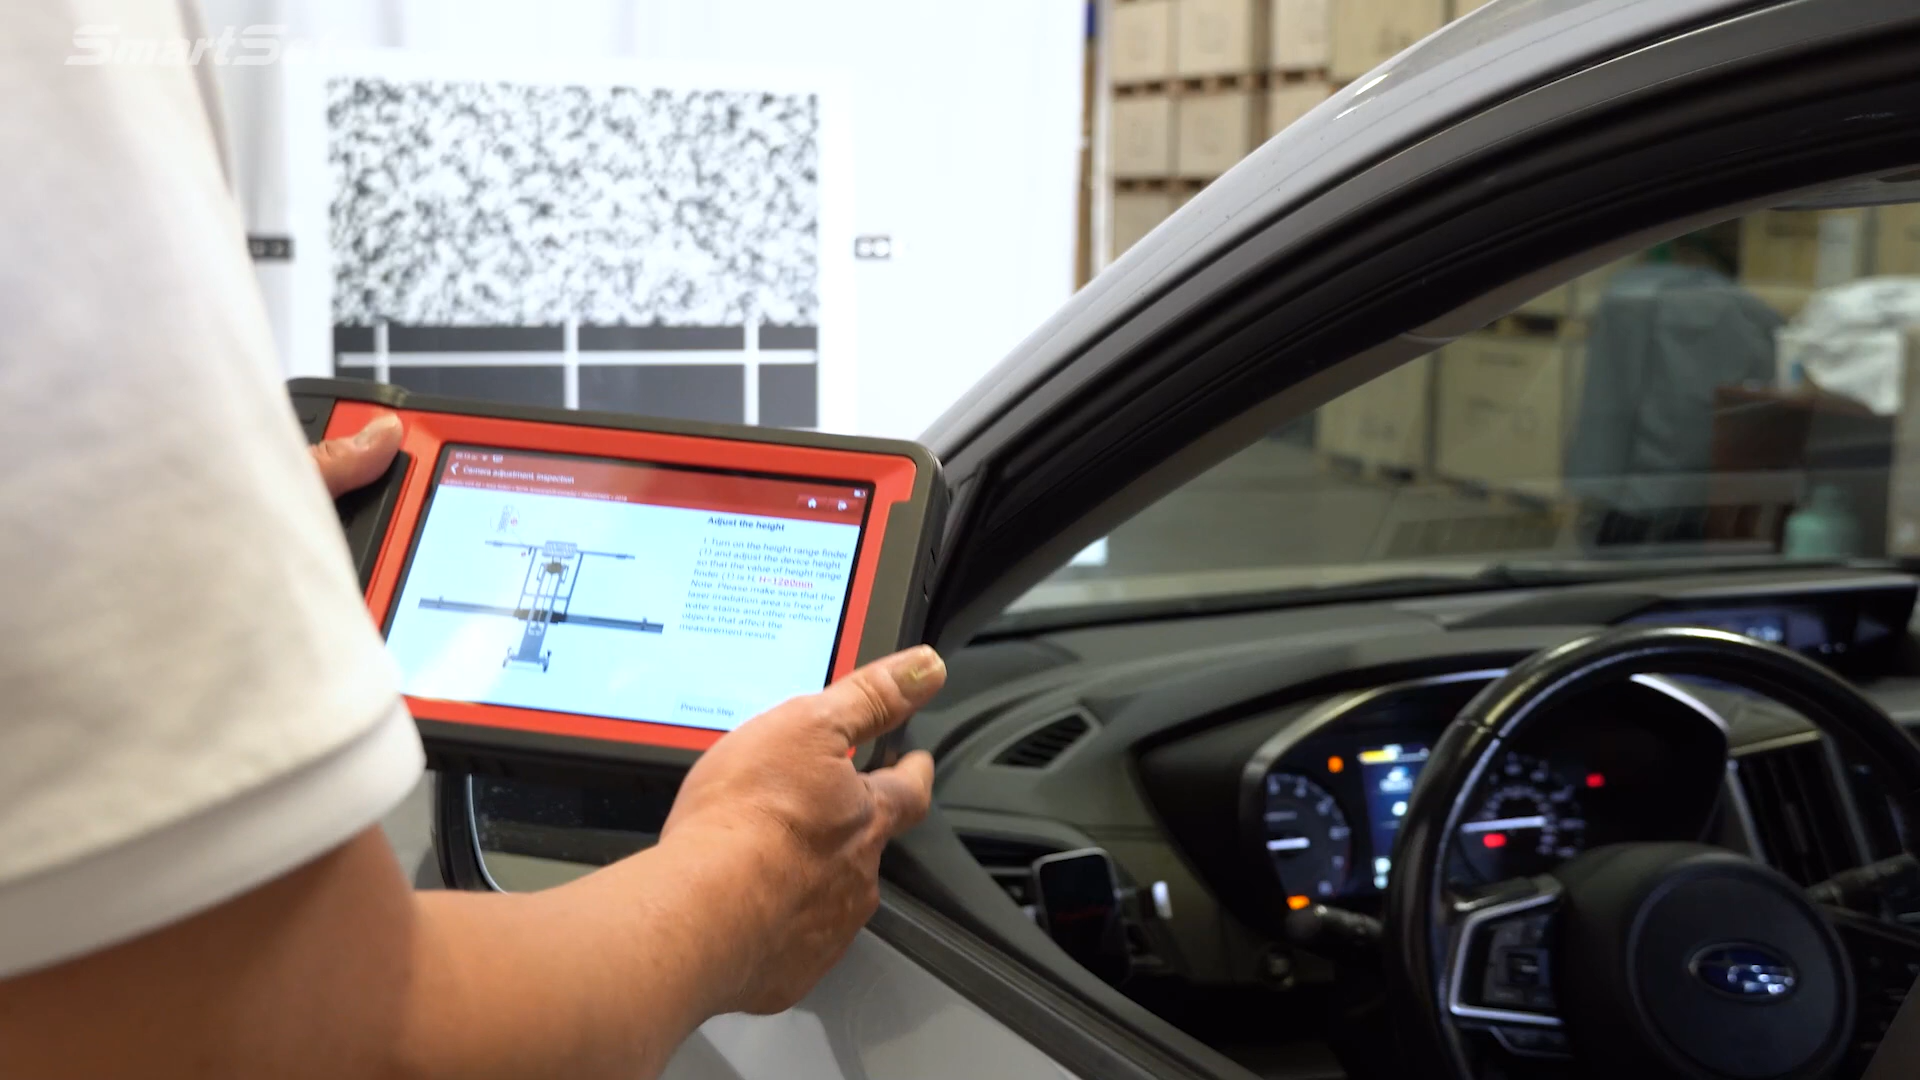 SmartSa
Camera adjustment inspection
Adjust the height
1. Turn on the height range finder
(1) and adjust the device height
so that the value of height range
finder (1) is H. H=1260mm
Note: Please make sure that the
laser irradiation area is free of
water stains and other reflective
objects that affect the
measurement results.
Previous Step